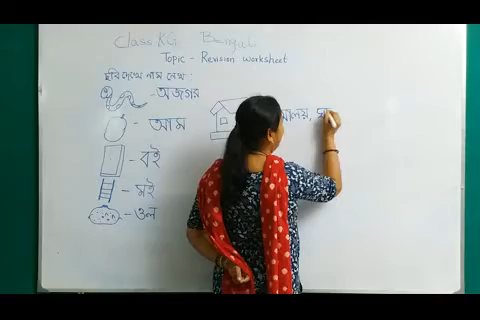 Class KG Bengali
Topic - Revision worksheet
ছবি দেখে নাম লেখ :
- অজগর
- আম
- বই
- মই
- ওল